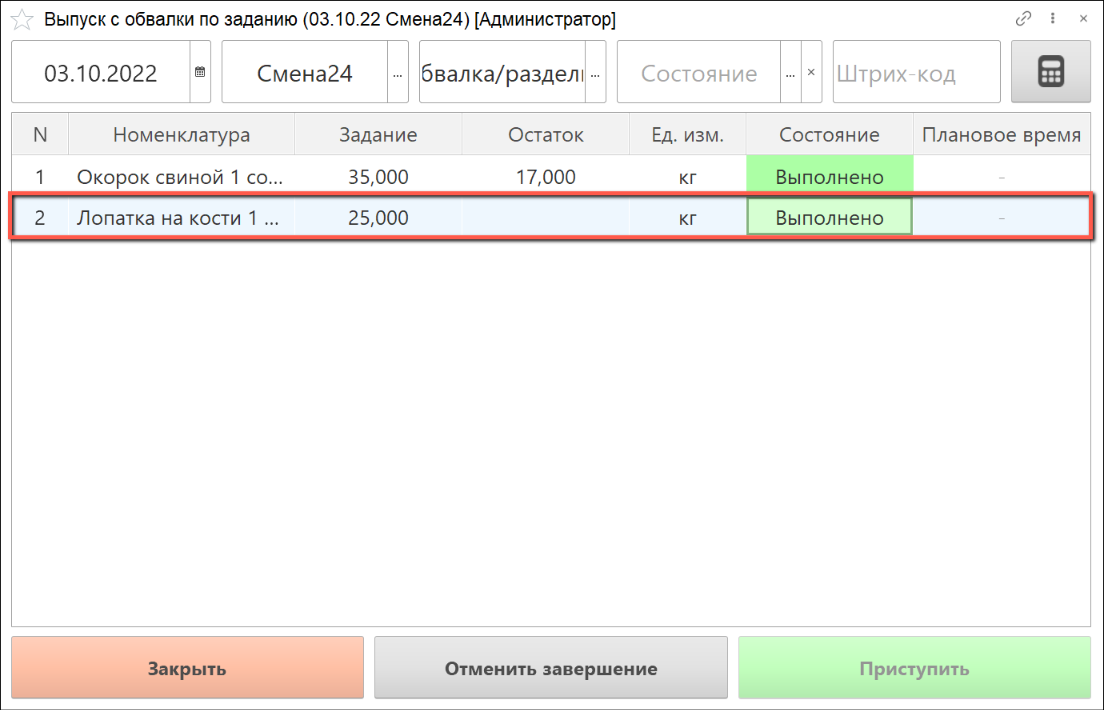 Выпуск с обвалки по заданию (03.10.22 Смена24) [Администратор]
03.10.2022 Смена24 ... бвалка/раздел ... Состояние ... × Штрих-код
N Номенклатура Задание Остаток Ед. изм. Состояние Плановое время
1 Окорок свиной 1 со... 35,000 17,000 кг Выполнено -
2 Лопатка на кости 1 ... 25,000 кг Выполнено -
Закрыть Отменить завершение Приступить